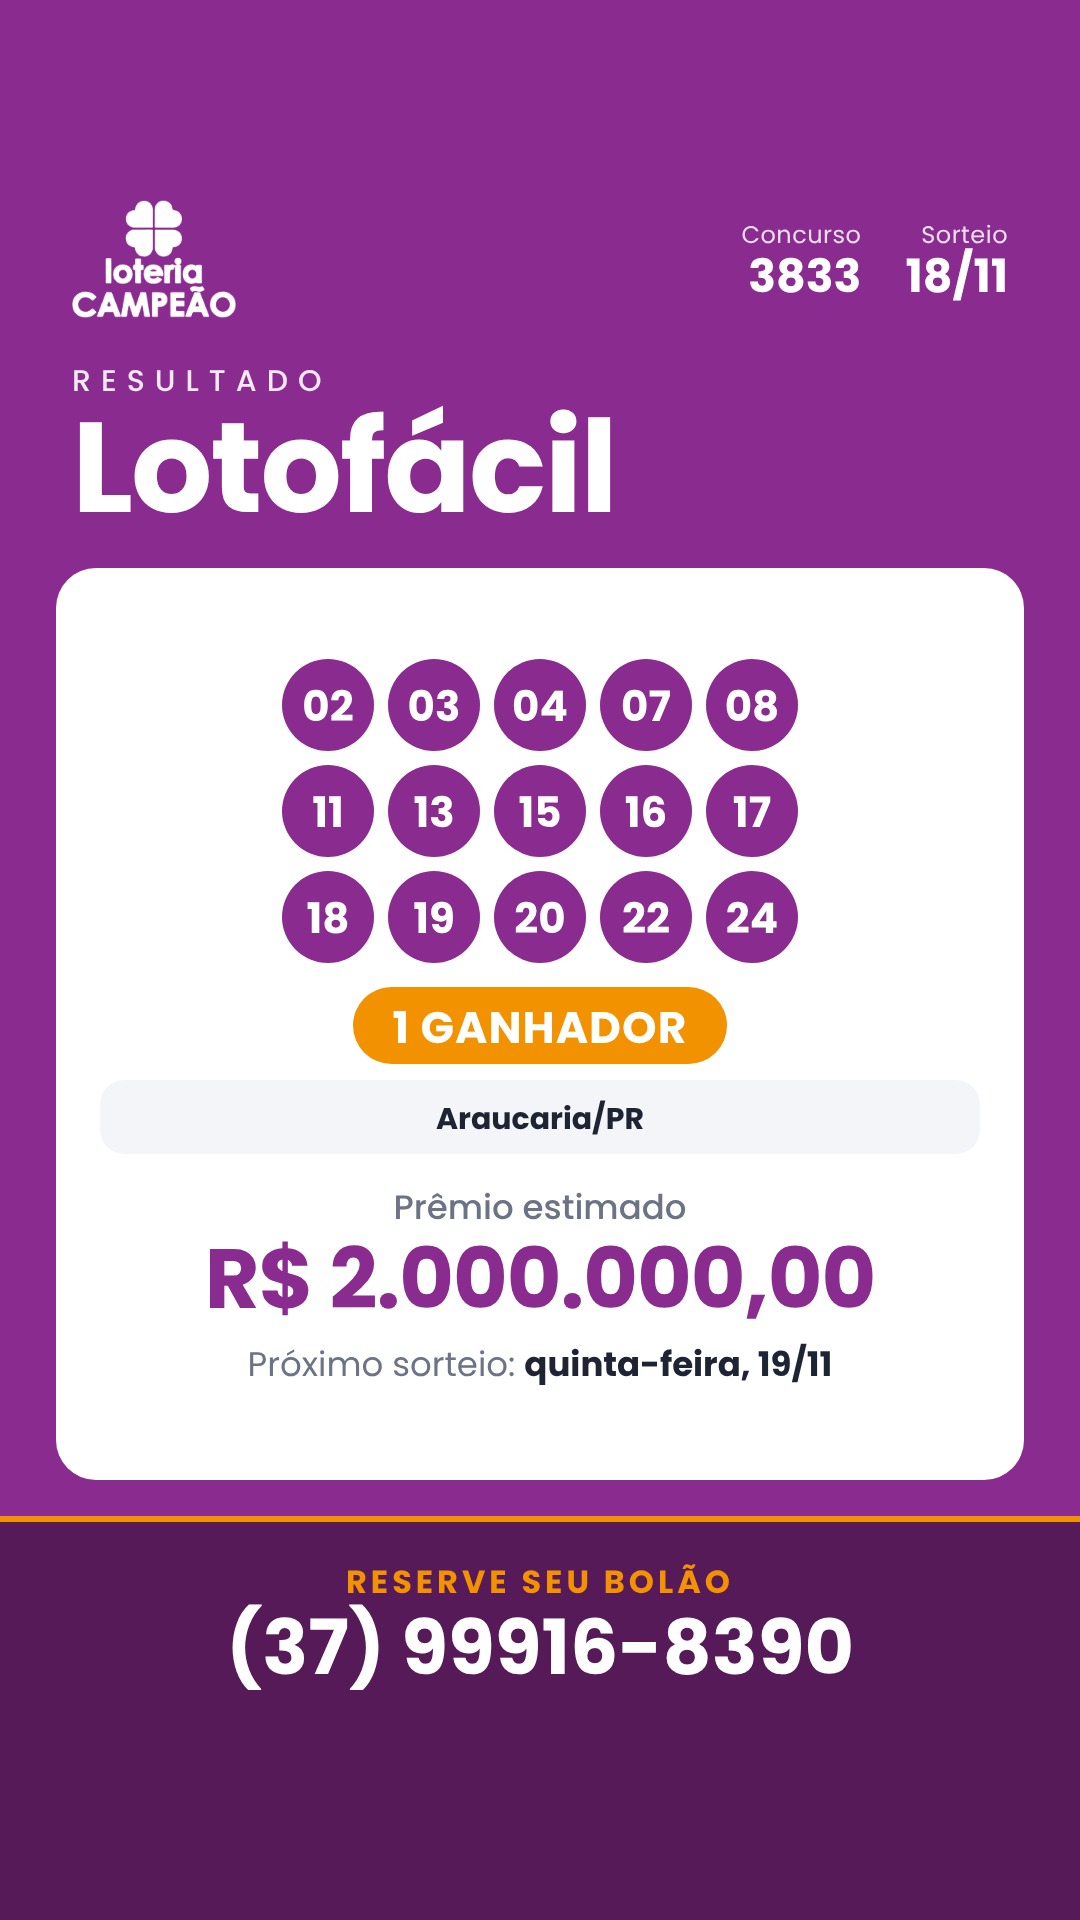 loteria
CAMPEÃO
Concurso
3833
Sorteio
18/11
RESULTADO
Lotofácil
02 03 04 07 08
11 13 15 16 17
18 19 20 22 24
1 GANHADOR
Araucaria/PR
Prêmio estimado
R$ 2.000.000,00
Próximo sorteio: quinta-feira, 19/11
RESERVE SEU BOLÃO
(37) 99916-8390